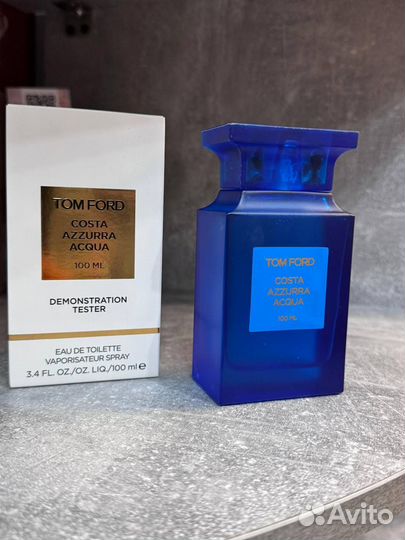 TOM FORD
COSTA
AZZURRA
ACQUA
100 ML
DEMONSTRATION
TESTER
EAU DE TOILETTE
VAPORISATEUR SPRAY
3.4 FL. OZ./OZ. LIQ./100 ml e
TOM FORD
COSTA
AZZURRA
ACQUA
100 ML
Avito